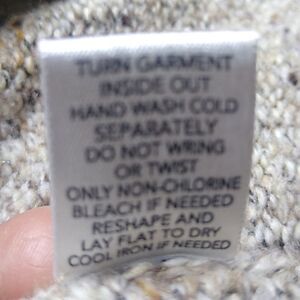 TURN GARMENT
INSIDE OUT
HAND WASH COLD
SEPARATELY
DO NOT WRING
OR TWIST
ONLY NON-CHLORINE
BLEACH IF NEEDED
RESHAPE AND
LAY FLAT TO DRY
COOL IRON IF NEEDED